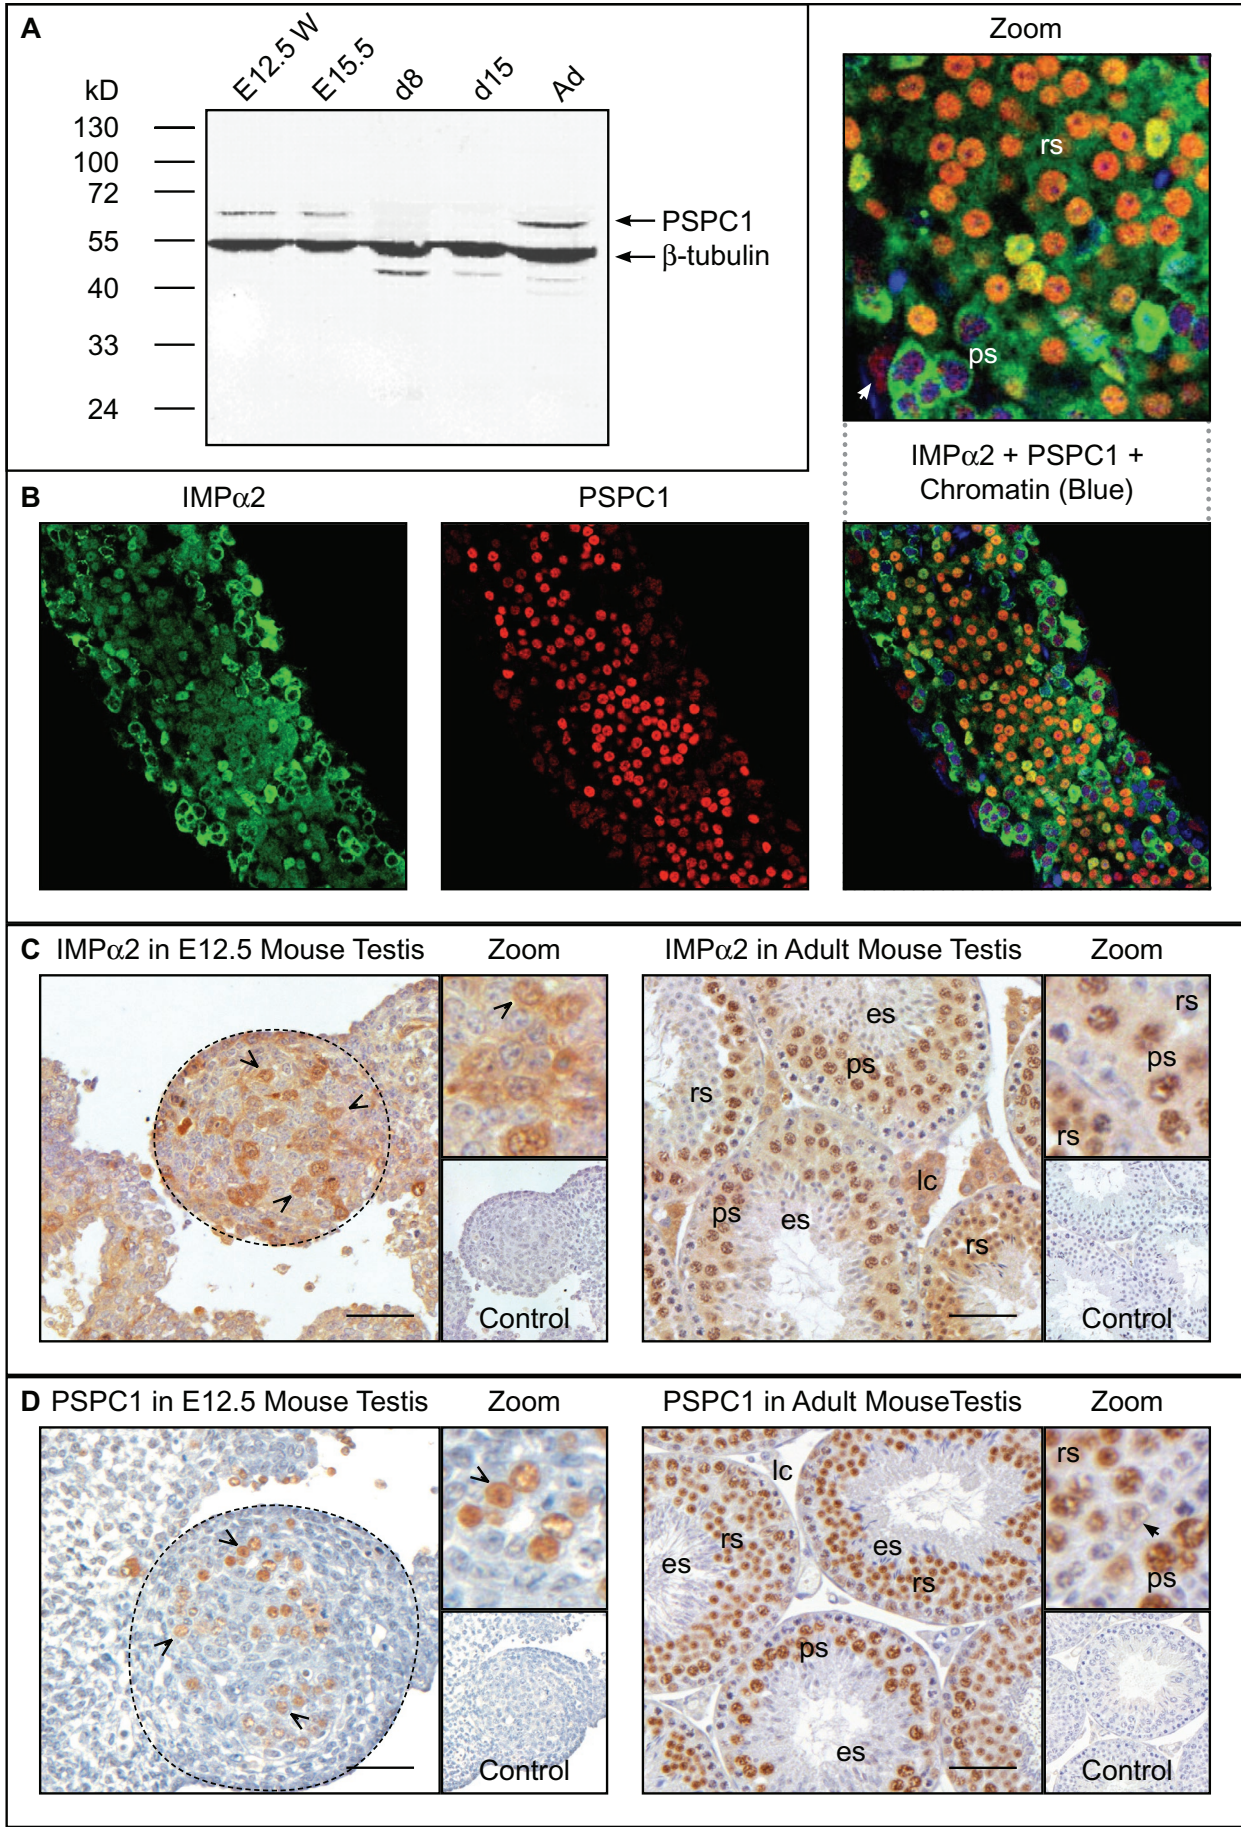 A
E12.5 W
E15.5
d8
d15
Ad
kD
130
100
72
55
40
33
24
PSPC1
β-tubulin
Zoom
rs
ps
IMPα2 + PSPC1 +
Chromatin (Blue)
B
IMPα2
PSPC1
C
IMPα2 in E12.5 Mouse Testis
Zoom
Control
IMPα2 in Adult Mouse Testis
es
ps
rs
lc
ps
es
rs
Zoom
rs
ps
rs
Control
D
PSPC1 in E12.5 Mouse Testis
Zoom
Control
PSPC1 in Adult MouseTestis
lc
rs
es
es
rs
ps
es
Zoom
rs
ps
Control